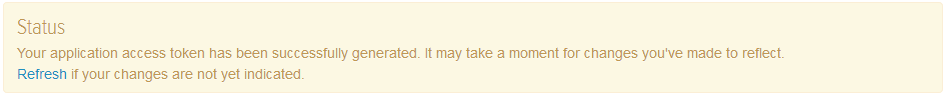 Status
Your application access token has been successfully generated. It may take a moment for changes you've made to reflect.
Refresh if your changes are not yet indicated.